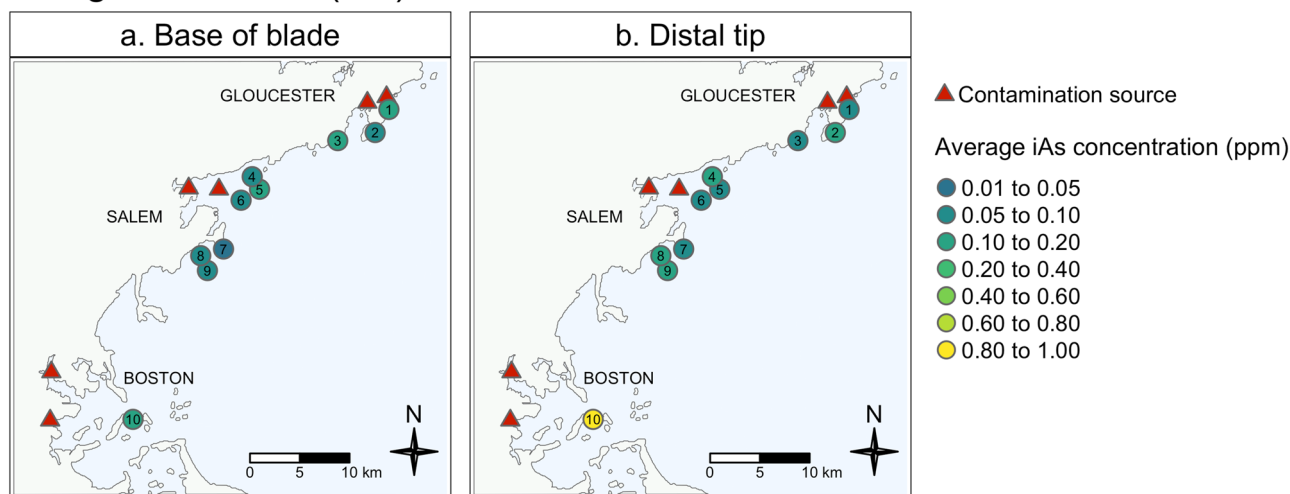 a. Base of blade
GLOUCESTER
1
2
3
4
5
6
SALEM
7
8
9
BOSTON
10
N
0 5 10 km
b. Distal tip
GLOUCESTER
1
2
3
4
5
6
SALEM
7
8
9
BOSTON
10
N
0 5 10 km
Contamination source
Average iAs concentration (ppm)
0.01 to 0.05
0.05 to 0.10
0.10 to 0.20
0.20 to 0.40
0.40 to 0.60
0.60 to 0.80
0.80 to 1.00